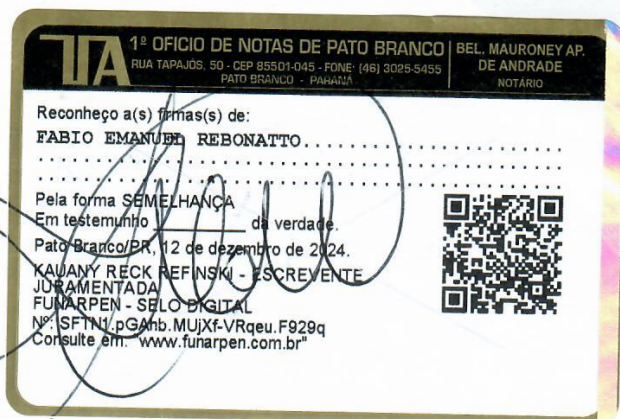 1º OFICIO DE NOTAS DE PATO BRANCO
RUA TAPAJÓS, 50 - CEP 85501-045 - FONE: (46) 3025-5455
PATO BRANCO - PARANÁ
BEL. MAURONEY AP.
DE ANDRADE
NOTÁRIO
Reconheço a(s) firmas(s) de:
FABIO EMANUEL REBONATTO
Pela forma SEMELHANÇA
Em testemunho ________ da verdade.
Pato Branco/PR, 12 de dezembro de 2024.
KAUANY RECK REFINSKI - ESCREVENTE
JURAMENTADA
FUNARPEN - SELO DIGITAL
Nº: SFTN1.pGAhb.MUjXf-VRqeu.F929q
Consulte em: "www.funarpen.com.br"